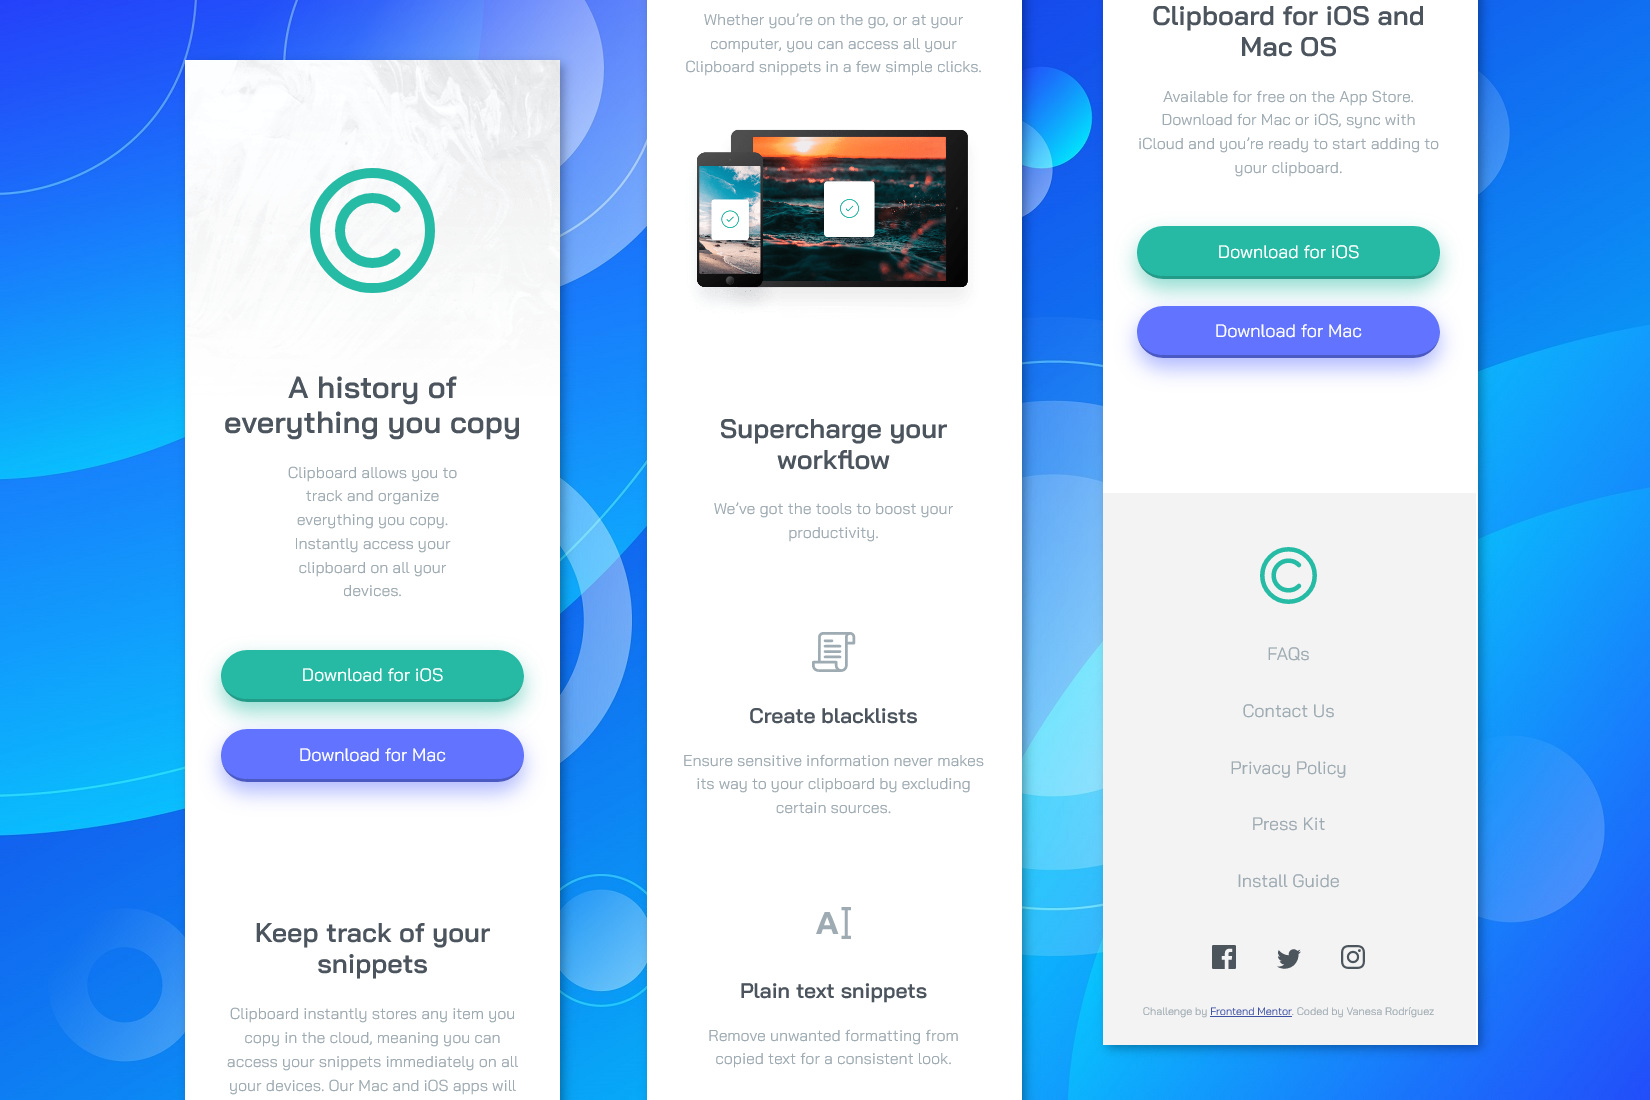 A history of
everything you copy
Clipboard allows you to
track and organize
everything you copy.
Instantly access your
clipboard on all your
devices.
Download for iOS
Download for Mac
Keep track of your
snippets
Clipboard instantly stores any item you
copy in the cloud, meaning you can
access your snippets immediately on all
your devices. Our Mac and iOS apps will
Whether you’re on the go, or at your
computer, you can access all your
Clipboard snippets in a few simple clicks.
Supercharge your
workflow
We’ve got the tools to boost your
productivity.
Create blacklists
Ensure sensitive information never makes
its way to your clipboard by excluding
certain sources.
A
Plain text snippets
Remove unwanted formatting from
copied text for a consistent look.
Clipboard for iOS and
Mac OS
Available for free on the App Store.
Download for Mac or iOS, sync with
iCloud and you’re ready to start adding to
your clipboard.
Download for iOS
Download for Mac
FAQs
Contact Us
Privacy Policy
Press Kit
Install Guide
Challenge by Frontend Mentor. Coded by Vanesa Rodríguez